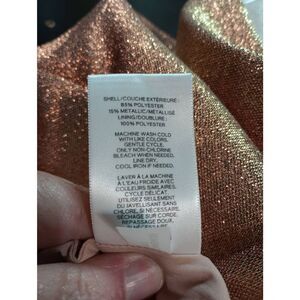 SHELL/COUCHE EXTÉRIEURE:
85% POLYESTER
15% METALLIC/METALLISÉ
LINING/DOUBLURE:
100% POLYESTER
MACHINE WASH COLD
WITH LIKE COLORS.
GENTLE CYCLE.
ONLY NON-CHLORINE
BLEACH WHEN NEEDED.
LINE DRY.
COOL IRON IF NEEDED.
LAVER À LA MACHINE
À L'EAU FROIDE AVEC
COULEURS SIMILAIRES.
CYCLE DÉLICAT.
UTILISEZ SEULEMENT
DU JAVELLISANT SANS
CHLORE, SI NÉCESSAIRE.
SÉCHAGE SUR CORDE.
REPASSAGE DOUX,
SI NÉCESSAIRE.